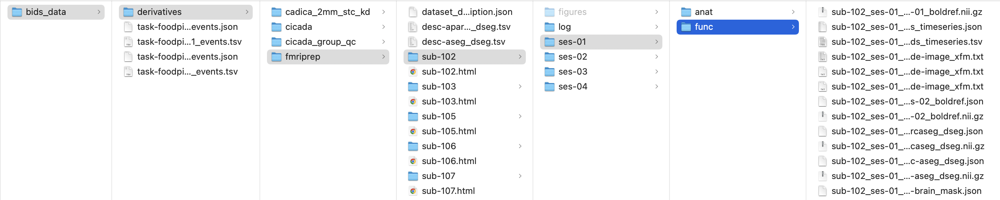 bids_data
derivatives
task-foodpi...events.json
task-foodpi...1_events.tsv
task-foodpi...events.json
task-foodpi..._events.tsv
cadica_2mm_stc_kd
cicada
cicada_group_qc
fmriprep
dataset_d...iption.json
desc-apar..._dseg.tsv
desc-aseg_dseg.tsv
sub-102
sub-102.html
sub-103
sub-103.html
sub-105
sub-105.html
sub-106
sub-106.html
sub-107
sub-107.html
figures
log
ses-01
ses-02
ses-03
ses-04
anat
func
sub-102_ses-01_...-01_boldref.nii.gz
sub-102_ses-01_...s_timeseries.json
sub-102_ses-01_...ds_timeseries.tsv
sub-102_ses-01_...de-image_xfm.txt
sub-102_ses-01_...de-image_xfm.txt
sub-102_ses-01_...de-image_xfm.txt
sub-102_ses-01_...s-02_boldref.json
sub-102_ses-01_...-02_boldref.nii.gz
sub-102_ses-01_...rcaseg_dseg.json
sub-102_ses-01_...caseg_dseg.nii.gz
sub-102_ses-01_...c-aseg_dseg.json
sub-102_ses-01_...-aseg_dseg.nii.gz
sub-102_ses-01_...-brain_mask.json